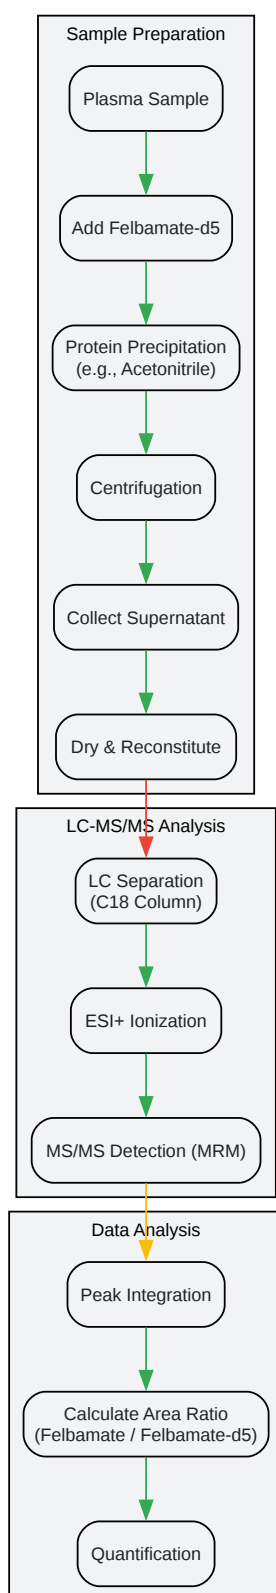 Sample Preparation
Plasma Sample
Add Felbamate-d5
Protein Precipitation
(e.g., Acetonitrile)
Centrifugation
Collect Supernatant
Dry & Reconstitute
LC-MS/MS Analysis
LC Separation
(C18 Column)
ESI+ Ionization
MS/MS Detection (MRM)
Data Analysis
Peak Integration
Calculate Area Ratio
(Felbamate / Felbamate-d5)
Quantification